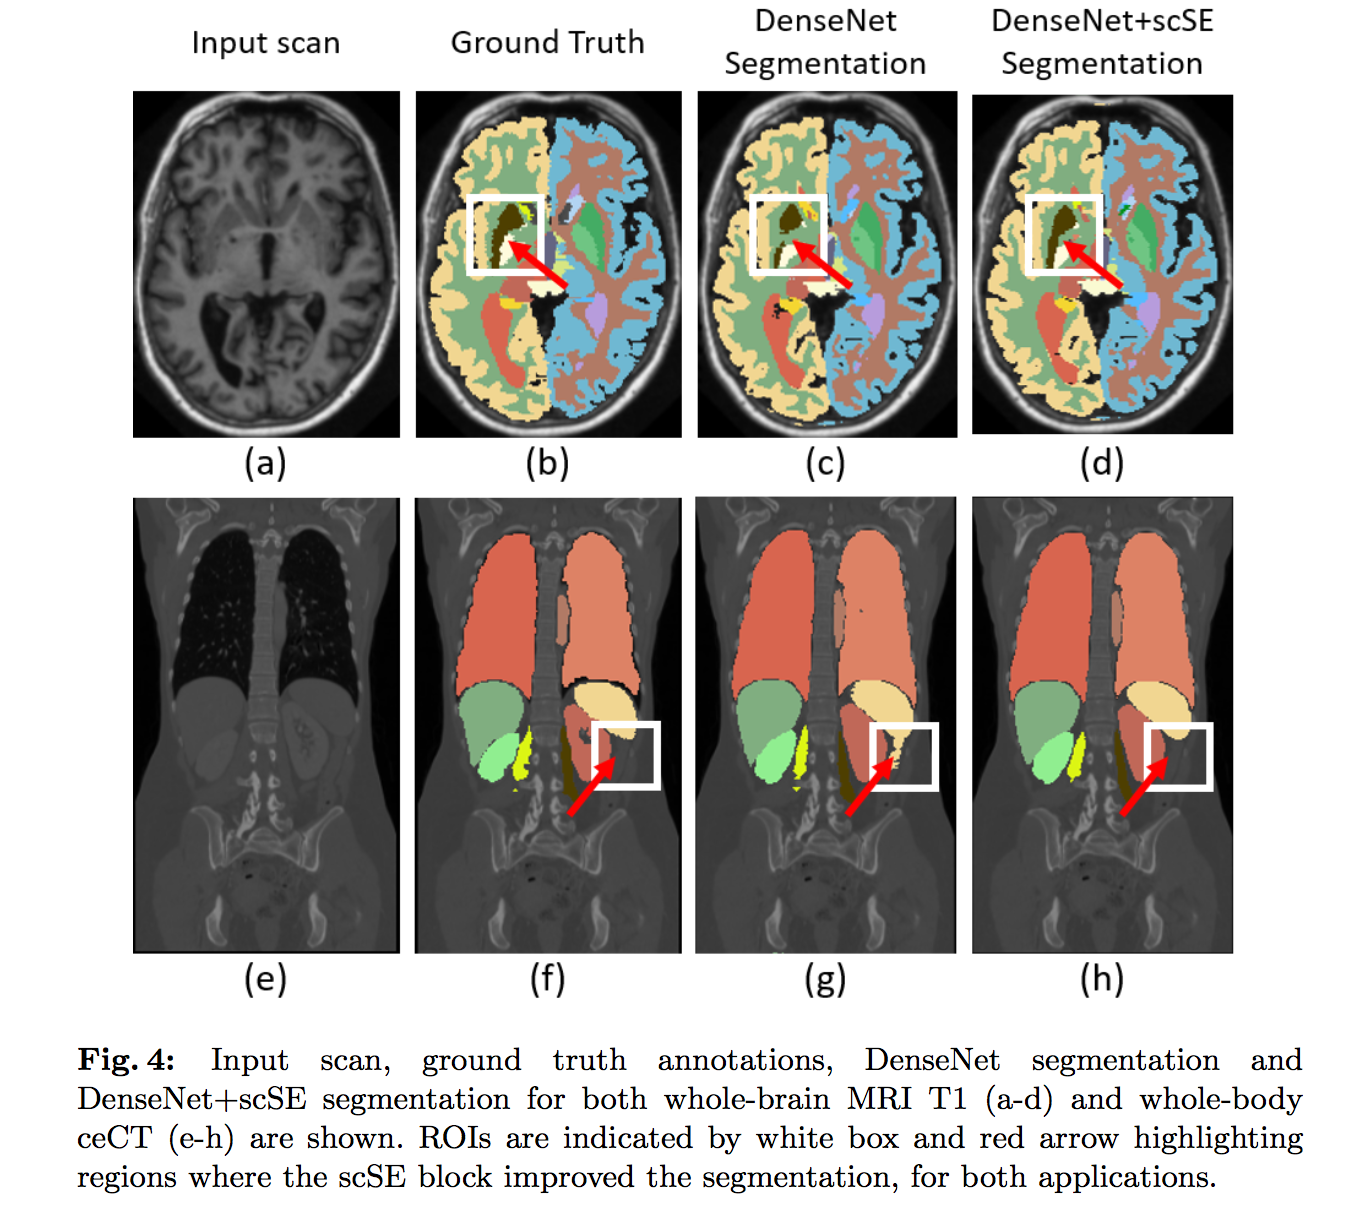 Input scan
Ground Truth
DenseNet
Segmentation
DenseNet+scSE
Segmentation
(a)
(b)
(c)
(d)
(e)
(f)
(g)
(h)
Fig. 4: Input scan, ground truth annotations, DenseNet segmentation and
DenseNet+scSE segmentation for both whole-brain MRI T1 (a-d) and whole-body
ceCT (e-h) are shown. ROIs are indicated by white box and red arrow highlighting
regions where the scSE block improved the segmentation, for both applications.